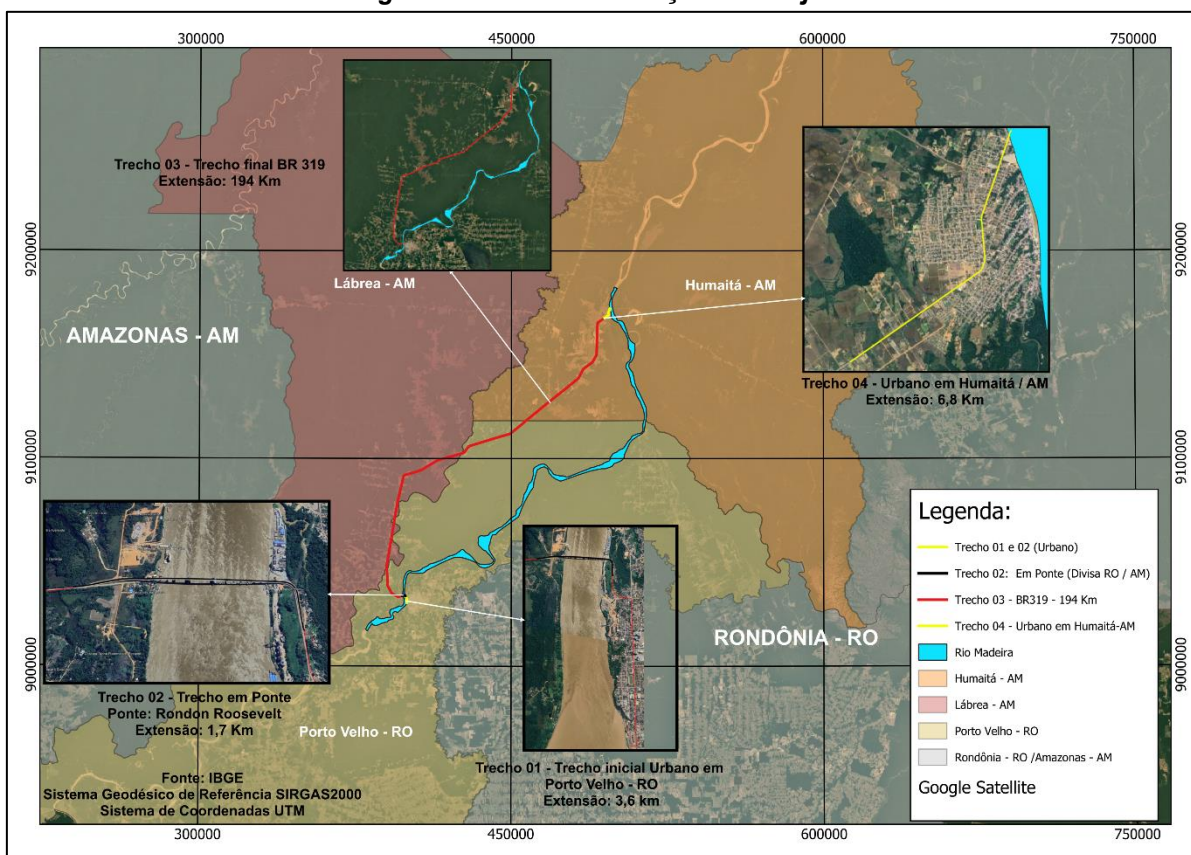 300000 450000 600000 750000
Trecho 03 - Trecho final BR 319
Extensão: 194 Km
9200000 9200000
Lábrea - AM
Humaitá - AM
AMAZONAS - AM
Trecho 04 - Urbano em Humaitá / AM
Extensão: 6,8 Km
9100000 9100000
Legenda:
Trecho 01 e 02 (Urbano)
Trecho 02: Em Ponte (Divisa RO / AM)
Trecho 03 - BR319 - 194 Km
Trecho 04 - Urbano em Humaitá-AM
Rio Madeira
Humaitá - AM
Lábrea - AM
Porto Velho - RO
Rondônia - RO /Amazonas - AM
Google Satellite
RONDÔNIA - RO
9000000 9000000
Trecho 02 - Trecho em Ponte
Ponte: Rondon Roosevelt
Extensão: 1,7 Km
Porto Velho - RO
Trecho 01 - Trecho inicial Urbano em
Porto Velho - RO
Extensão: 3,6 km
Fonte: IBGE
Sistema Geodésico de Referência SIRGAS2000
Sistema de Coordenadas UTM
300000 450000 600000 750000